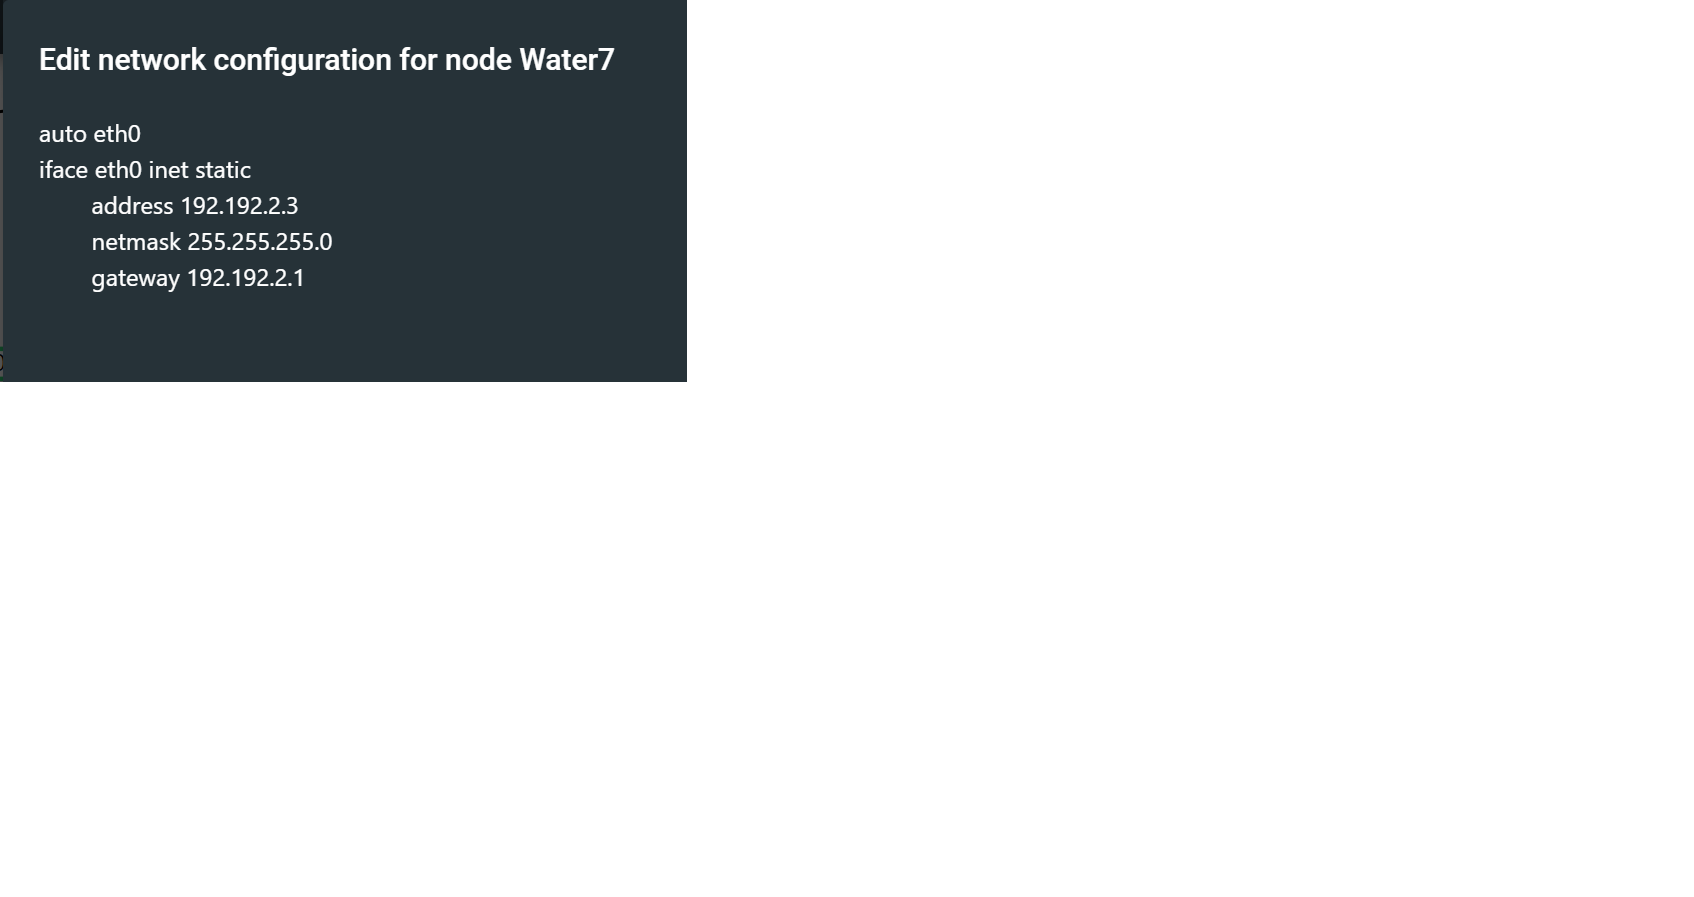 Edit network configuration for node Water7
auto eth0
iface eth0 inet static
address 192.192.2.3
netmask 255.255.255.0
gateway 192.192.2.1